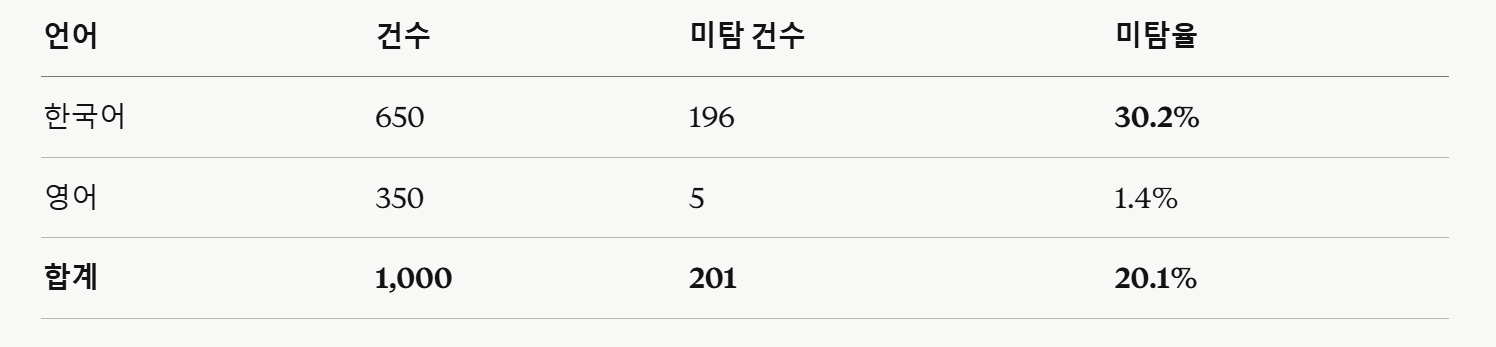 언어 건수 미탐 건수 미탐율
한국어 650 196 30.2%
영어 350 5 1.4%
합계 1,000 201 20.1%